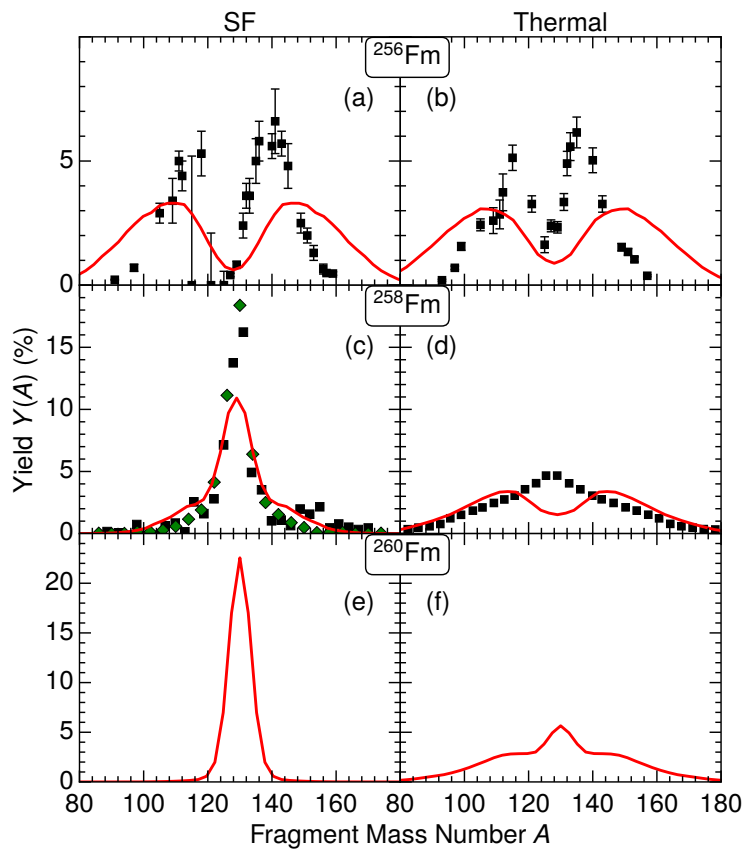 SF Thermal
²⁵⁶Fm
(a) (b)
5
0
²⁵⁸Fm
(c) (d)
15
10
5
0
Yield Y(A) (%)
²⁶⁰Fm
(e) (f)
20
15
10
5
0
80 100 120 140 160 80 100 120 140 160 180
Fragment Mass Number A